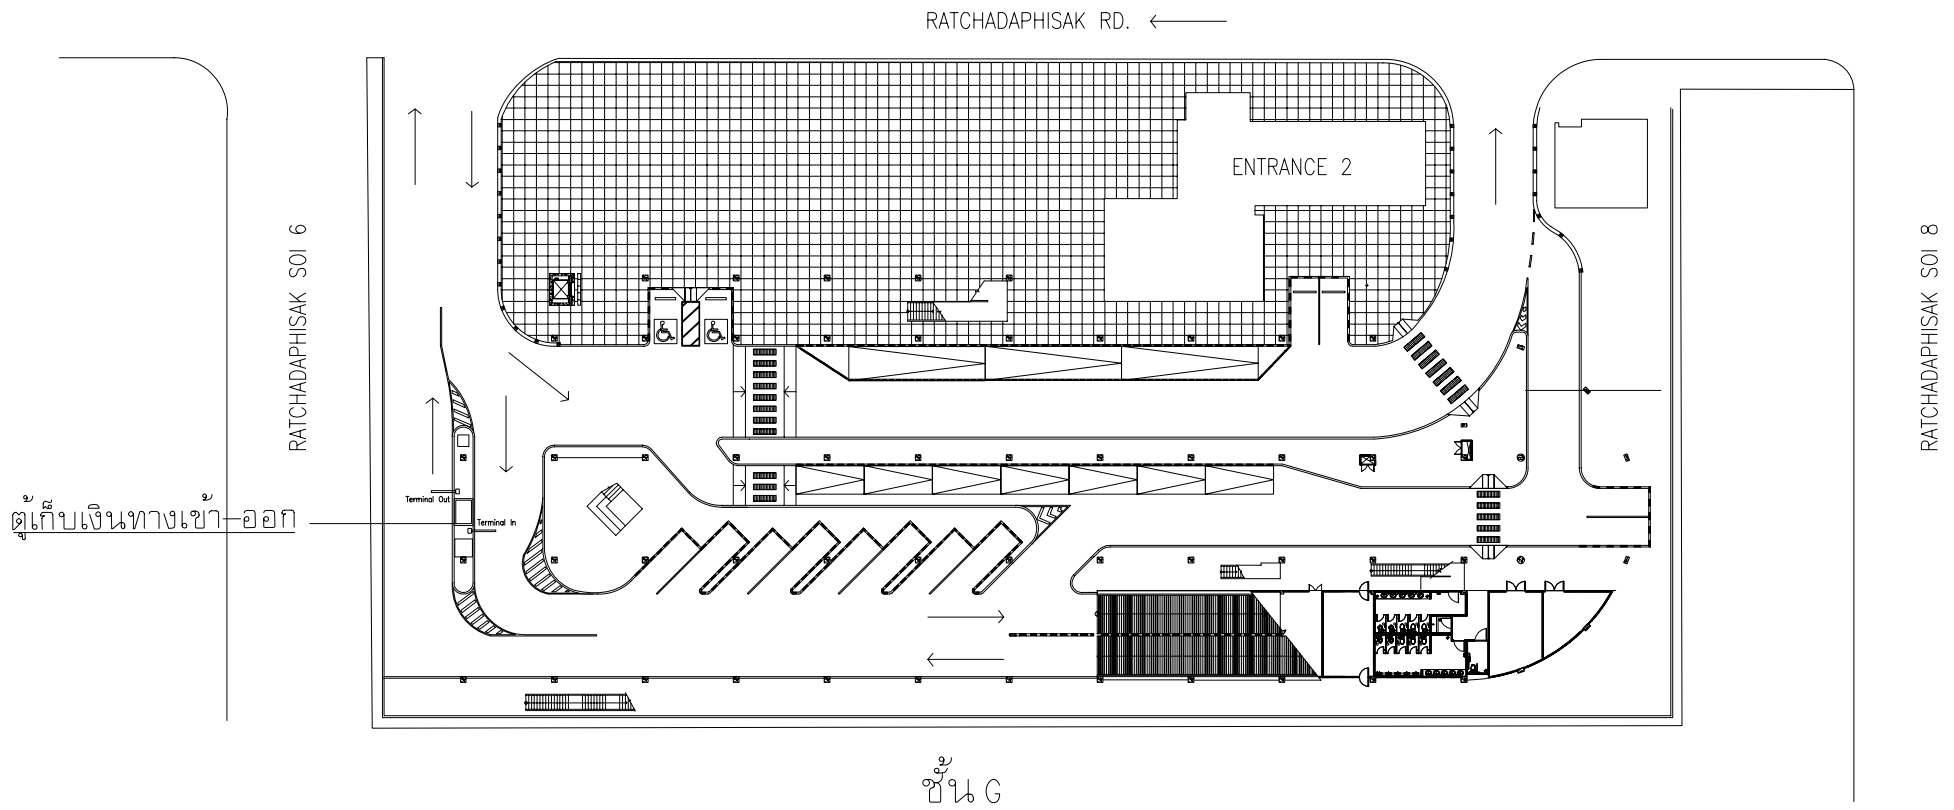 RATCHADAPHISAK RD.
ENTRANCE 2
RATCHADAPHISAK SOI 6
RATCHADAPHISAK SOI 8
Terminal Out
ตู้เก็บเงินทางเข้า-ออก
Terminal In
ชั้น G